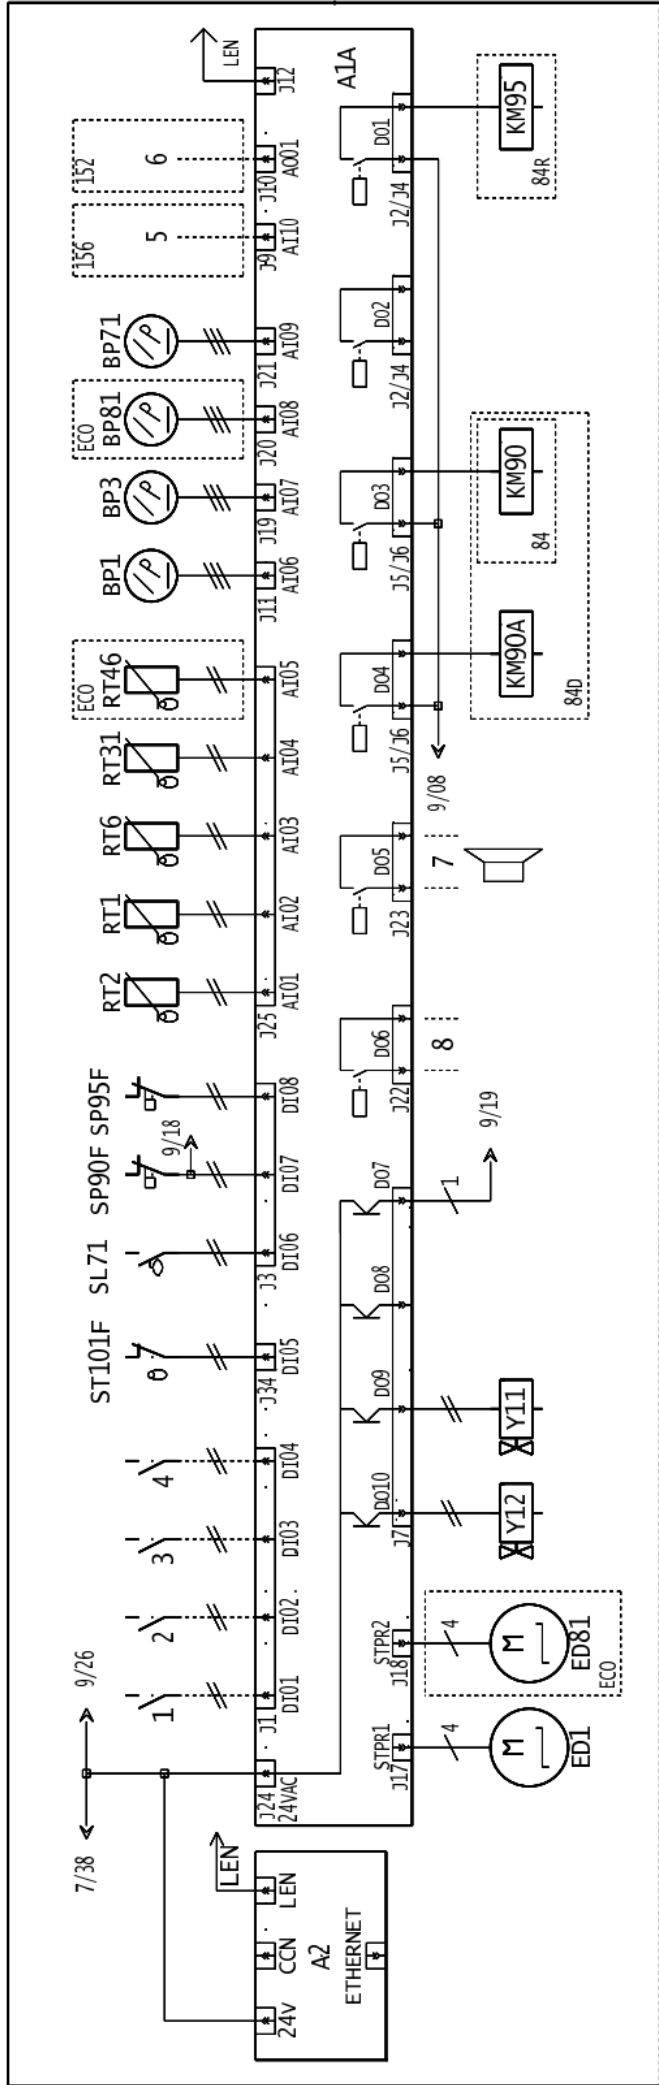 7/38
9/26
1
2
3
4
ST101F
SL71
SP90F
SP95F
9/18
RT2
RT1
RT6
RT31
ECO
RT46
BP1
BP3
ECO
BP81
BP71
156
5
152
6
LEN
LEN
24v
CCN
LEN
A2
ETHERNET
J24
24VAC
J1
DI01
DI02
DI03
DI04
J34
DI05
J3
DI06
DI07
DI08
J25
AI01
AI02
AI03
AI04
AI05
J11
AI06
J19
AI07
J20
AI08
J21
AI09
J9
AI10
J10
AO01
J12
A1A
STPR1
J17
STPR2
J18
DO10
J7
DO9
DO8
DO7
DO6
J22
DO5
J23
DO4
J5/J6
DO3
J5/J6
DO2
J2/J4
DO1
J2/J4
4
ED1
4
ED81
ECO
Y12
Y11
1
9/19
8
7
9/08
KM90A
84D
KM90
84
KM95
84R